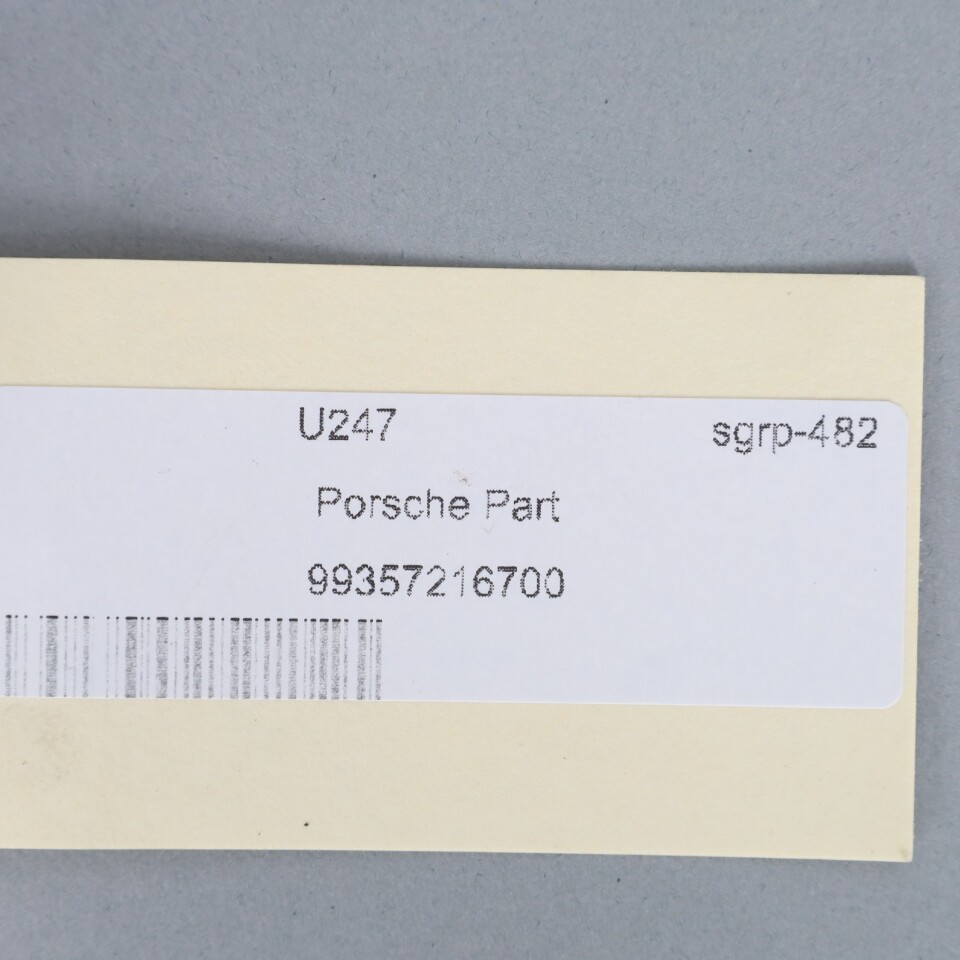 U247 sgrp-482
Porsche Part
99357216700